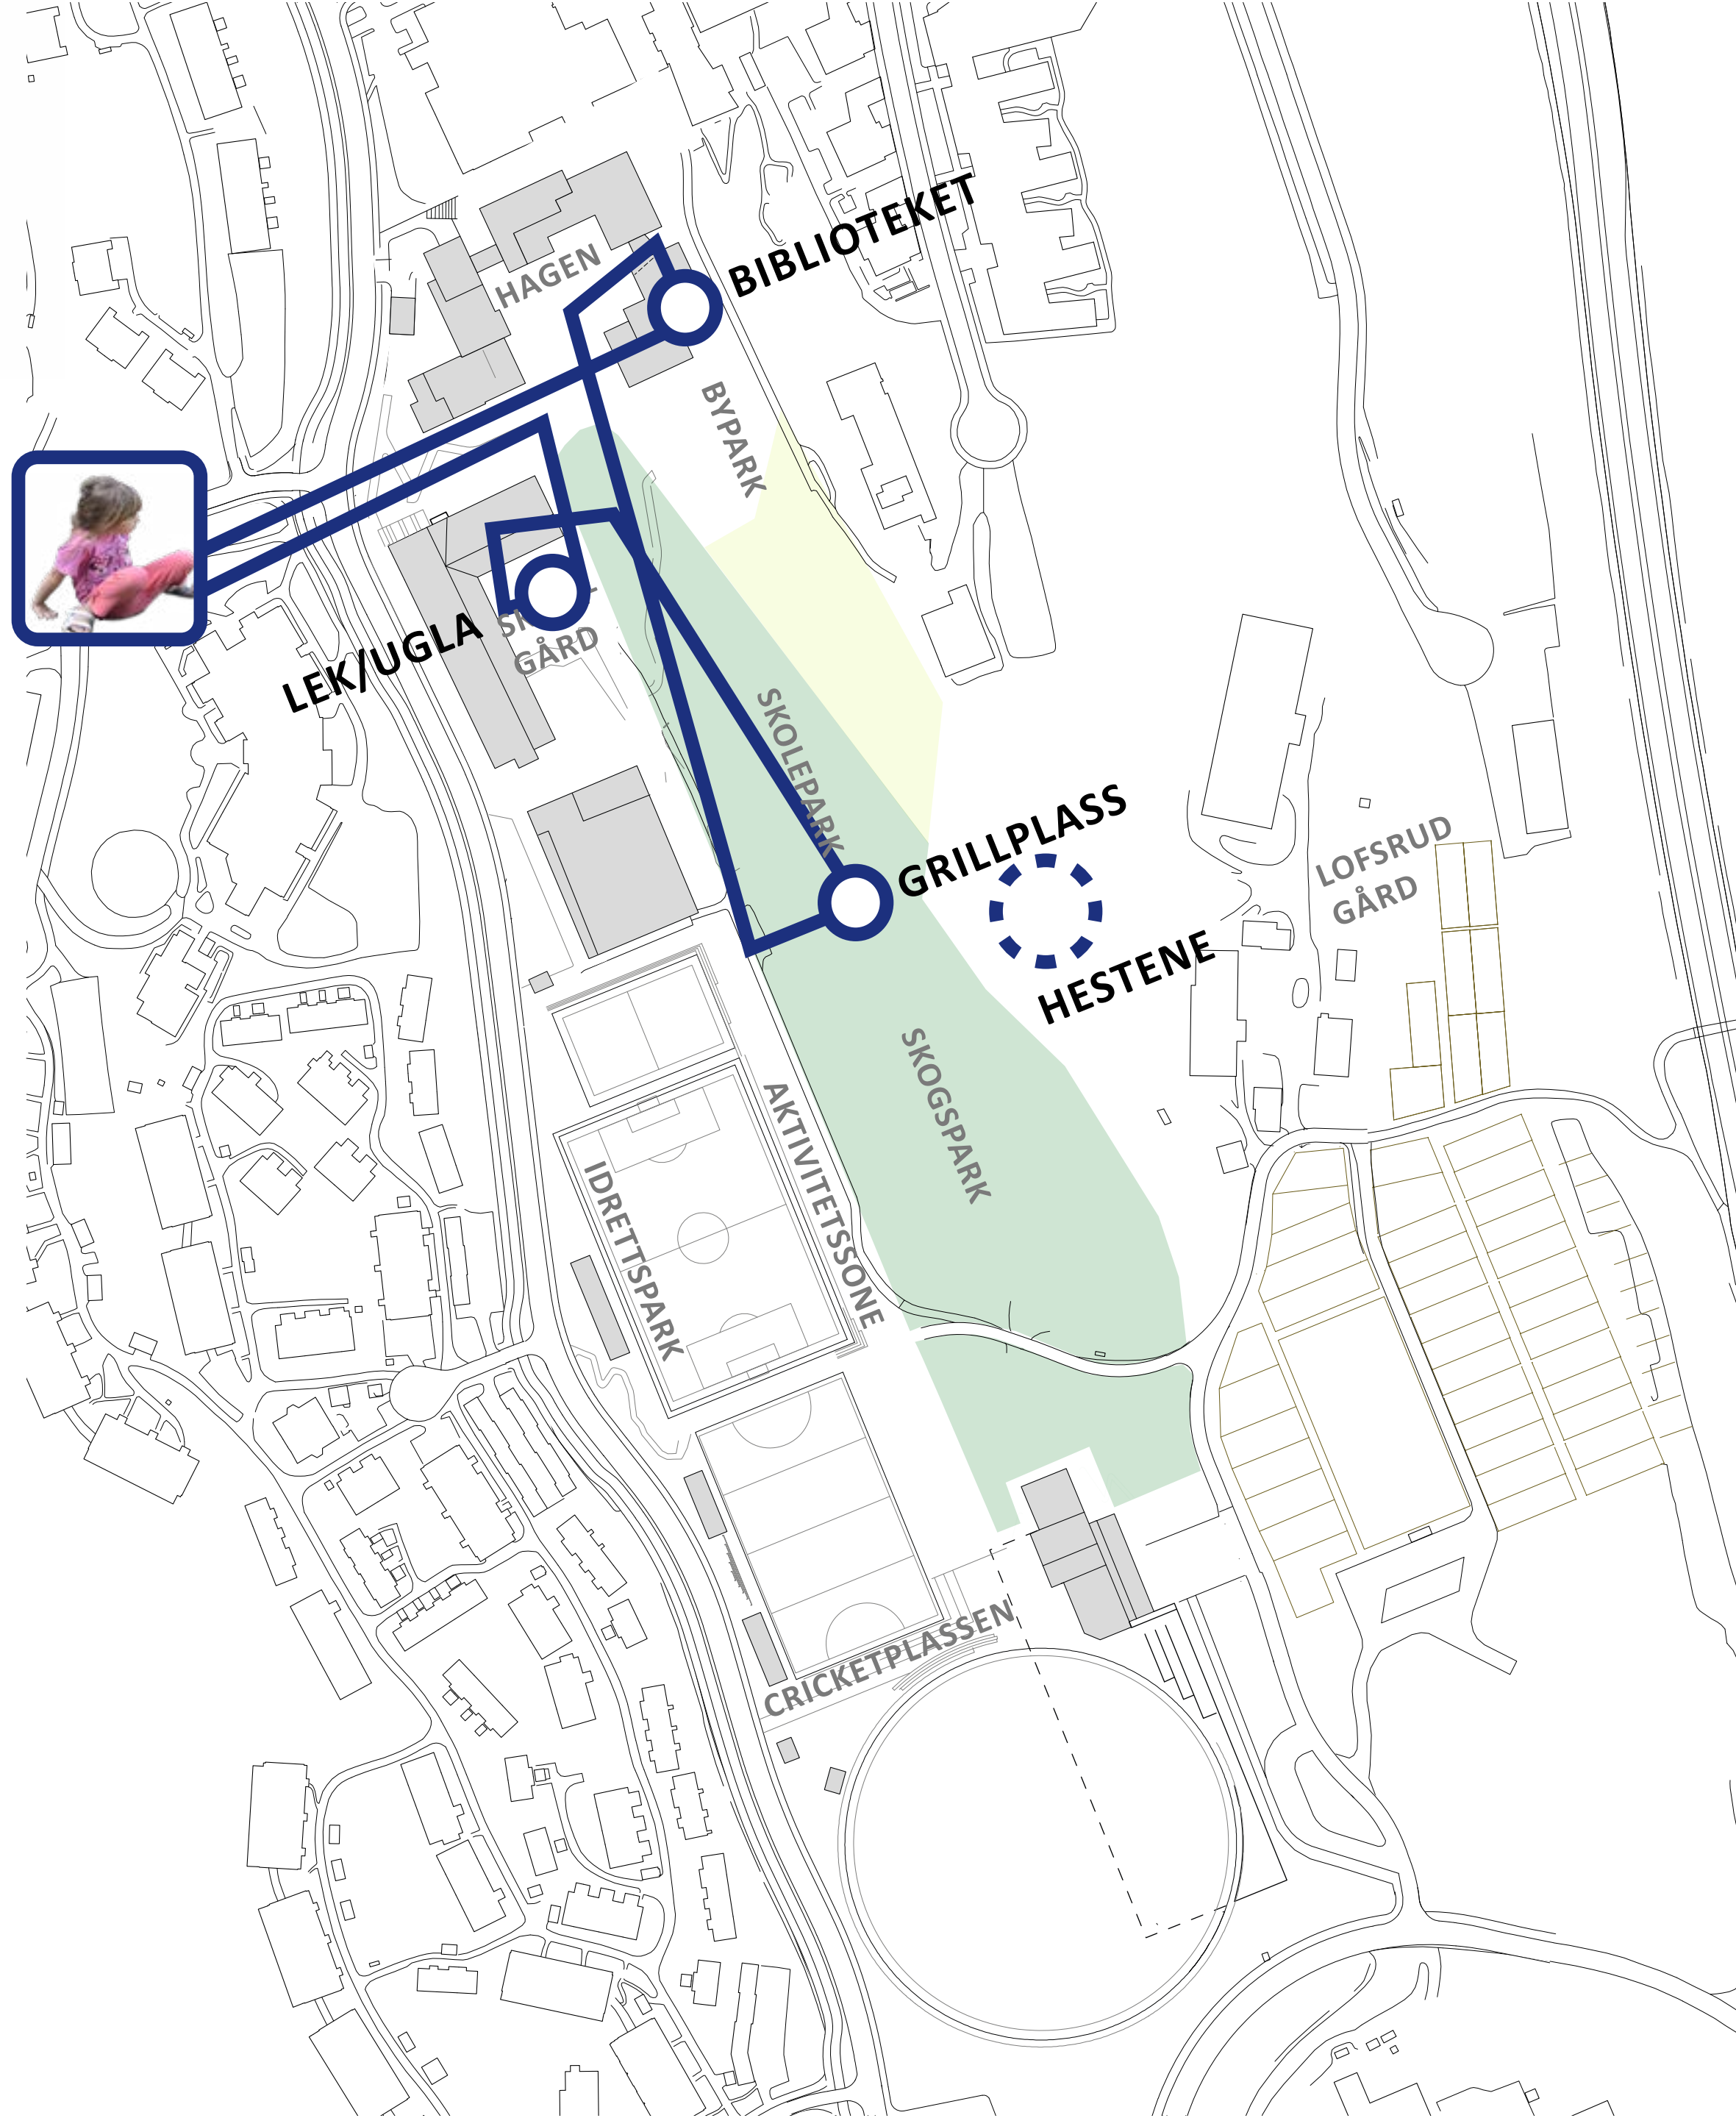 BIBLIOTEKET
HAGEN
BYPARK
LEK/UGLA
GÅRD
SKOLEPARK
GRILLPLASS
HESTENE
LOFSRUD
GÅRD
SKOGSPARK
AKTIVITETSSONE
IDRETTSPARK
CRICKETPLASSEN